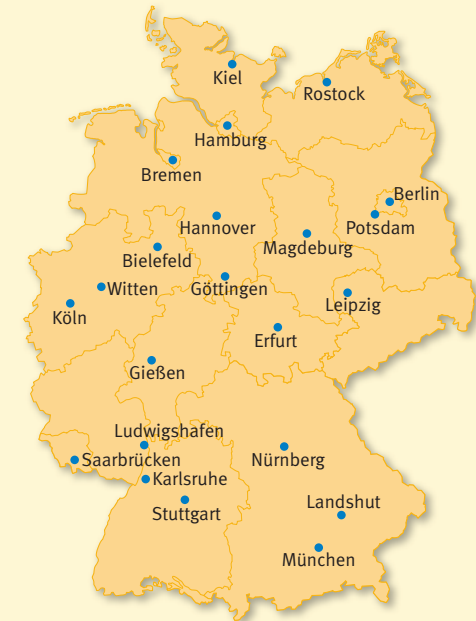 Kiel
Rostock
Hamburg
Bremen
Berlin
Potsdam
Hannover
Magdeburg
Bielefeld
Witten
Göttingen
Leipzig
Köln
Erfurt
Gießen
Ludwigshafen
Saarbrücken
Nürnberg
Karlsruhe
Landshut
Stuttgart
München